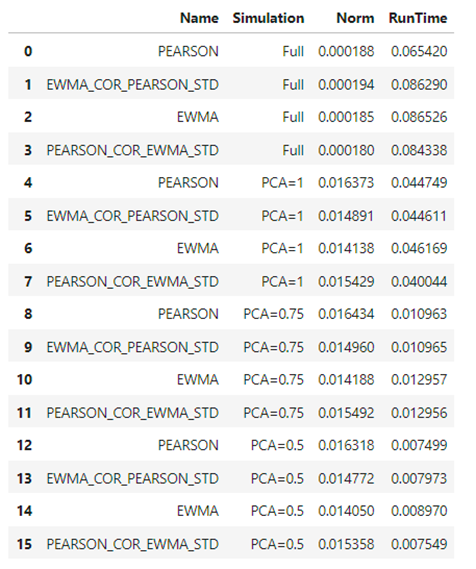 Name Simulation Norm RunTime
0 PEARSON Full 0.000188 0.065420
1 EWMA_COR_PEARSON_STD Full 0.000194 0.086290
2 EWMA Full 0.000185 0.086526
3 PEARSON_COR_EWMA_STD Full 0.000180 0.084338
4 PEARSON PCA=1 0.016373 0.044749
5 EWMA_COR_PEARSON_STD PCA=1 0.014891 0.044611
6 EWMA PCA=1 0.014138 0.046169
7 PEARSON_COR_EWMA_STD PCA=1 0.015429 0.040044
8 PEARSON PCA=0.75 0.016434 0.010963
9 EWMA_COR_PEARSON_STD PCA=0.75 0.014960 0.010965
10 EWMA PCA=0.75 0.014188 0.012957
11 PEARSON_COR_EWMA_STD PCA=0.75 0.015492 0.012956
12 PEARSON PCA=0.5 0.016318 0.007499
13 EWMA_COR_PEARSON_STD PCA=0.5 0.014772 0.007973
14 EWMA PCA=0.5 0.014050 0.008970
15 PEARSON_COR_EWMA_STD PCA=0.5 0.015358 0.007549